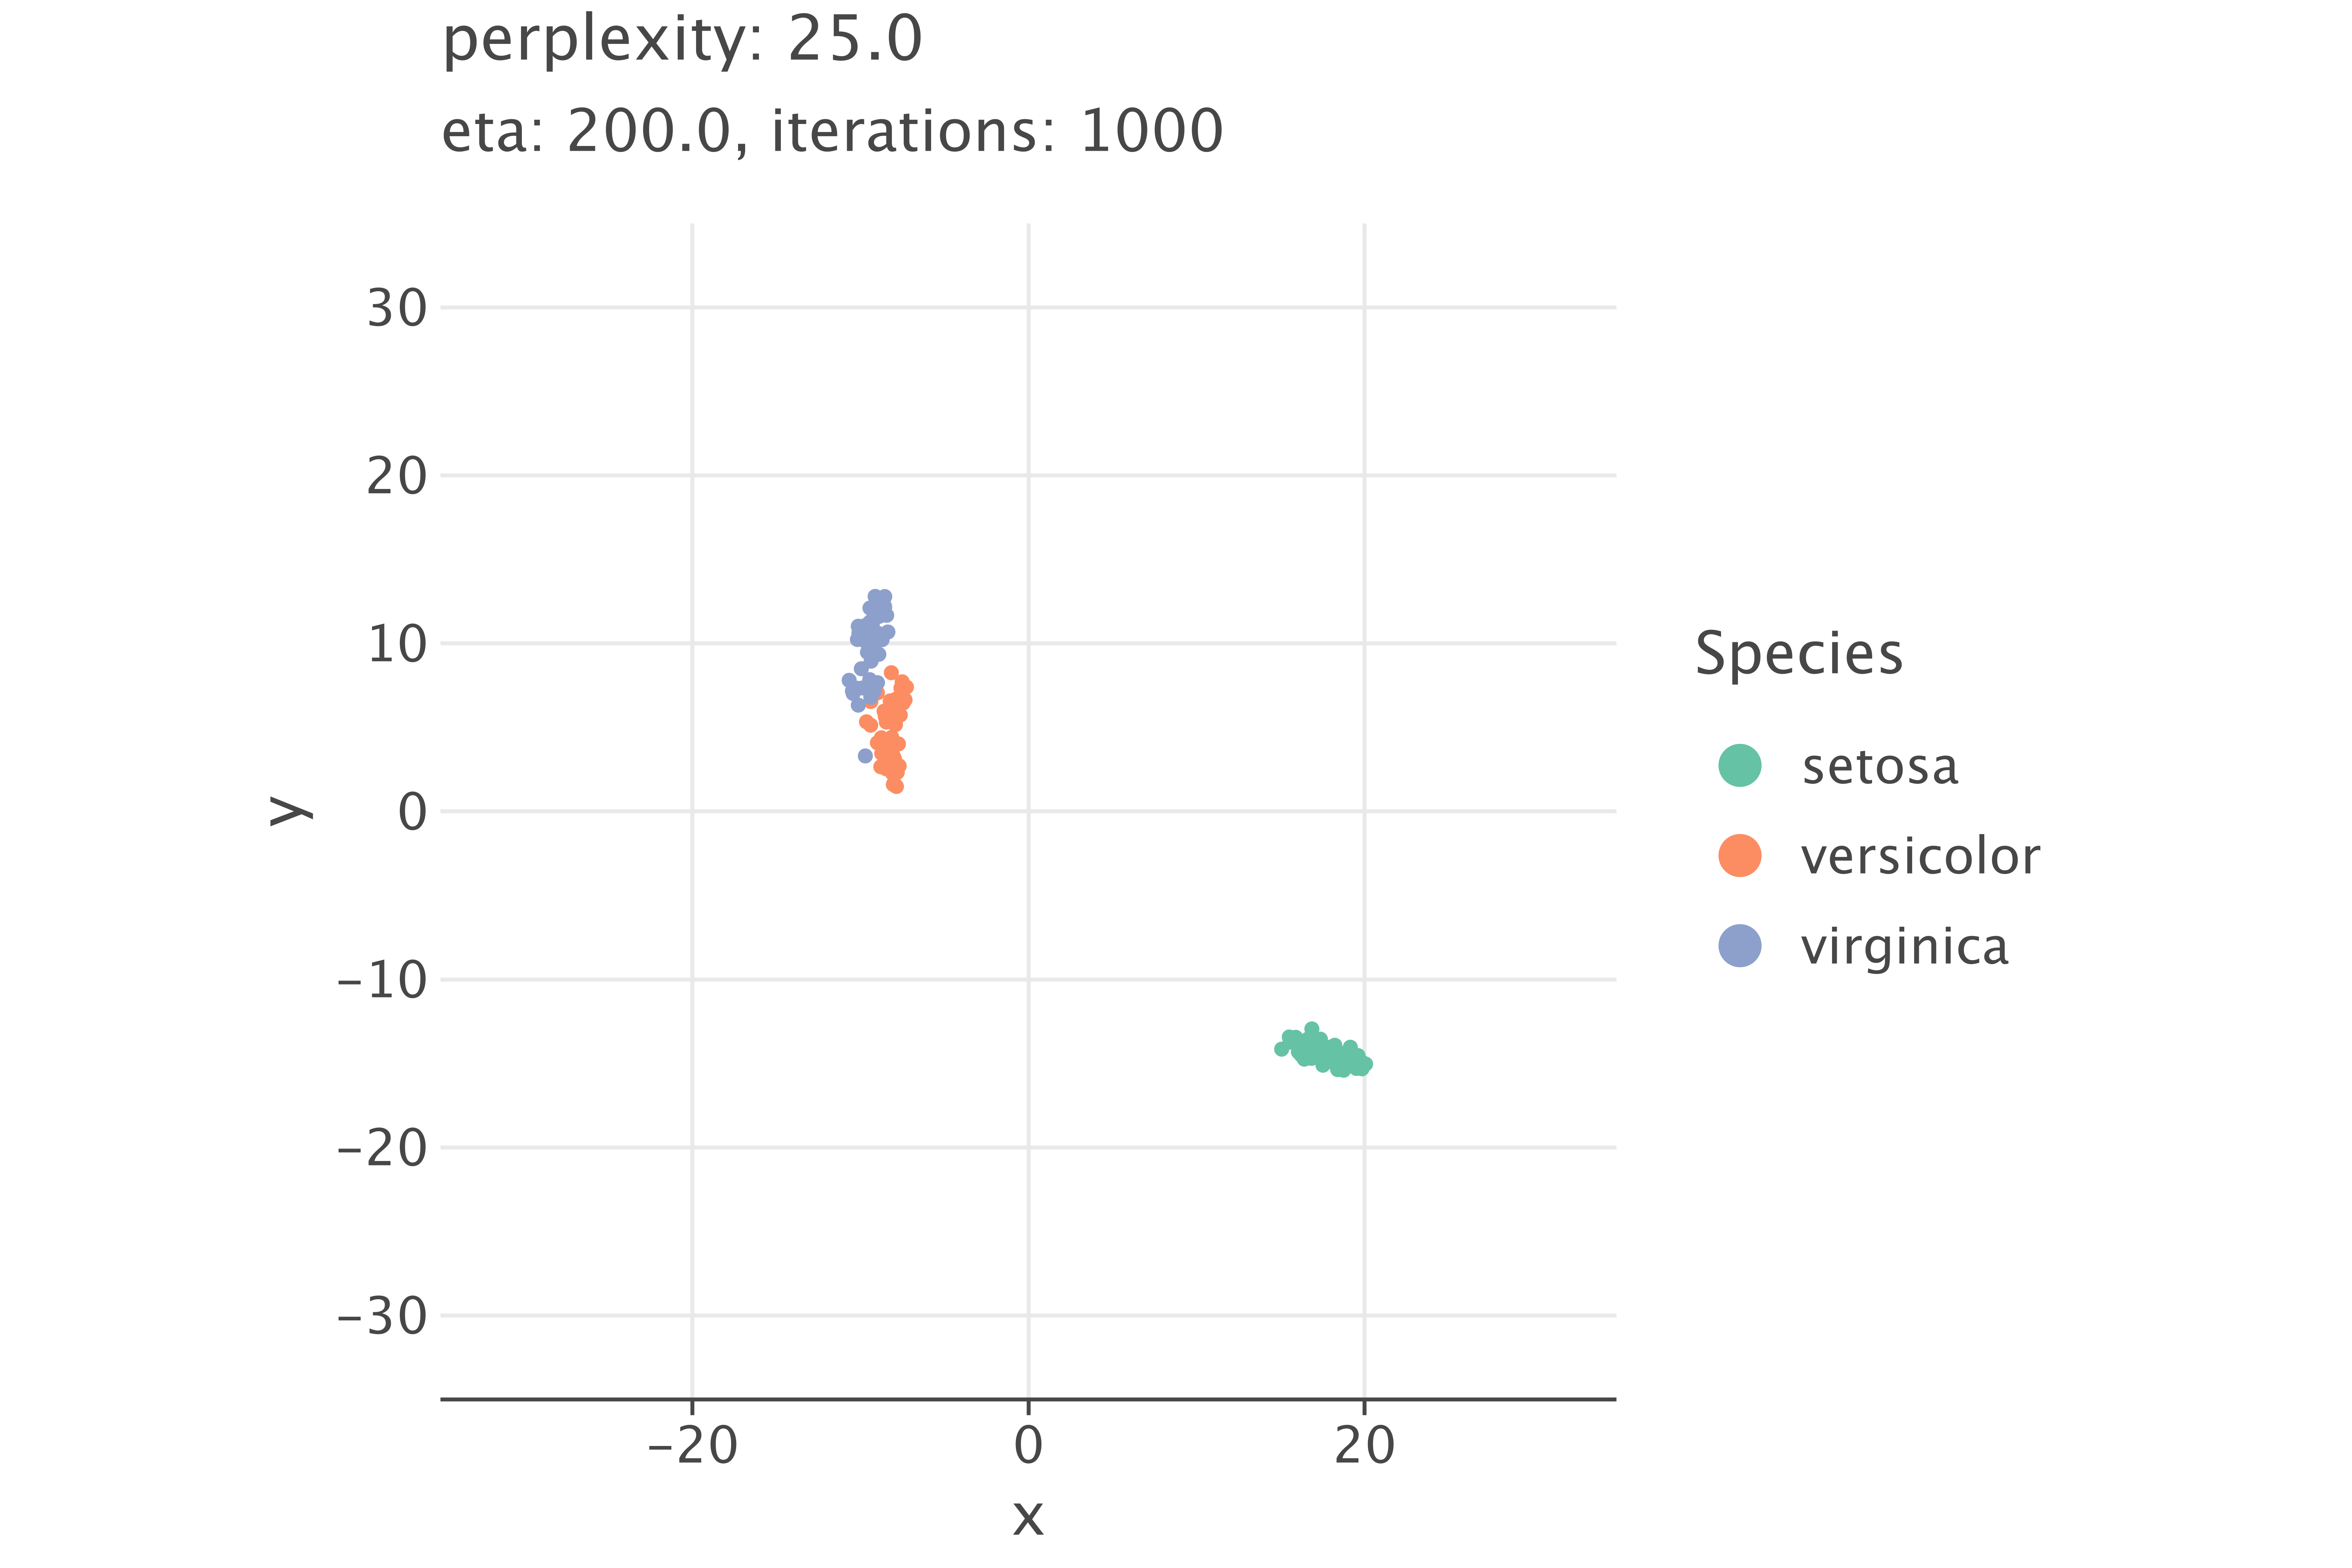 perplexity: 25.0
eta: 200.0, iterations: 1000
30
20
10
0
−10
−20
−30
y
−20
0
20
x
Species
setosa
versicolor
virginica